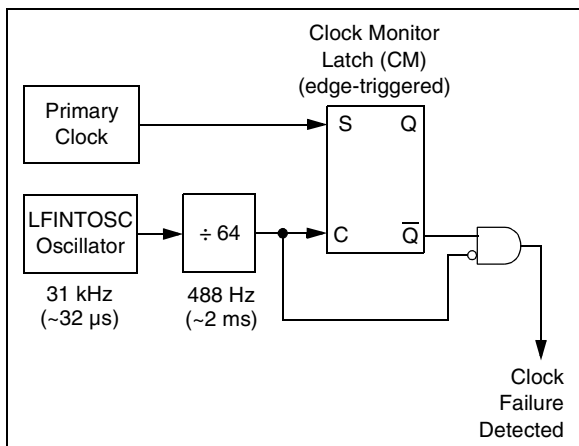 Clock Monitor
Latch (CM)
(edge-triggered)
Primary
Clock
S Q
LFINTOSC
Oscillator
÷ 64
C Q̅
31 kHz
(~32 µs)
488 Hz
(~2 ms)
Clock
Failure
Detected